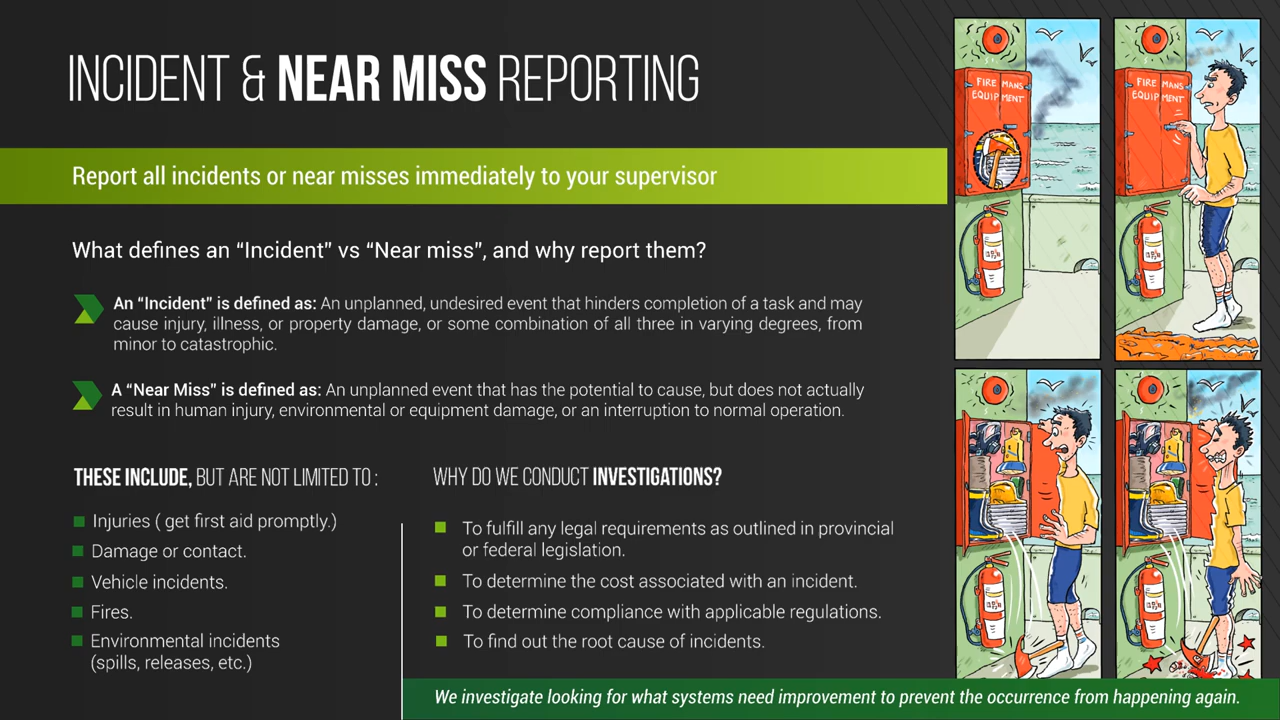 INCIDENT & NEAR MISS REPORTING
Report all incidents or near misses immediately to your supervisor
What defines an “Incident” vs “Near miss”, and why report them?
An “Incident” is defined as: An unplanned, undesired event that hinders completion of a task and may
cause injury, illness, or property damage, or some combination of all three in varying degrees, from
minor to catastrophic.
A “Near Miss” is defined as: An unplanned event that has the potential to cause, but does not actually
result in human injury, environmental or equipment damage, or an interruption to normal operation.
THESE INCLUDE, BUT ARE NOT LIMITED TO :
Injuries ( get first aid promptly.)
Damage or contact.
Vehicle incidents.
Fires.
Environmental incidents
(spills, releases, etc.)
WHY DO WE CONDUCT INVESTIGATIONS?
To fulfill any legal requirements as outlined in provincial
or federal legislation.
To determine the cost associated with an incident.
To determine compliance with applicable regulations.
To find out the root cause of incidents.
We investigate looking for what systems need improvement to prevent the occurrence from happening again.
FIRE MANS
EQUIPMENT
FIRE MANS
EQUIPMENT